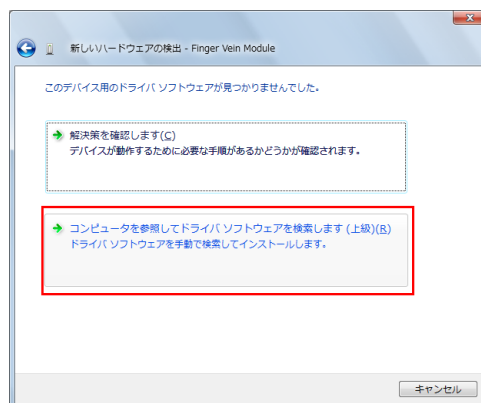 新しいハードウェアの検出 - Finger Vein Module
このデバイス用のドライバ ソフトウェアが見つかりませんでした。
解決策を確認します(C)
デバイスが動作するために必要な手順があるかどうかが確認されます。
コンピュータを参照してドライバ ソフトウェアを検索します (上級)(R)
ドライバ ソフトウェアを手動で検索してインストールします。
キャンセル